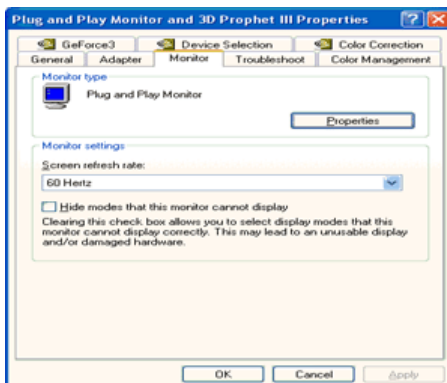 Plug and Play Monitor and 3D Prophet III Properties
GeForce3 Device Selection Color Correction
General Adapter Monitor Troubleshoot Color Management
Monitor type
Plug and Play Monitor
Properties
Monitor settings
Screen refresh rate:
60 Hertz
Hide modes that this monitor cannot display
Clearing this check box allows you to select display modes that this
monitor cannot display correctly. This may lead to an unusable display
and/or damaged hardware.
OK Cancel Apply